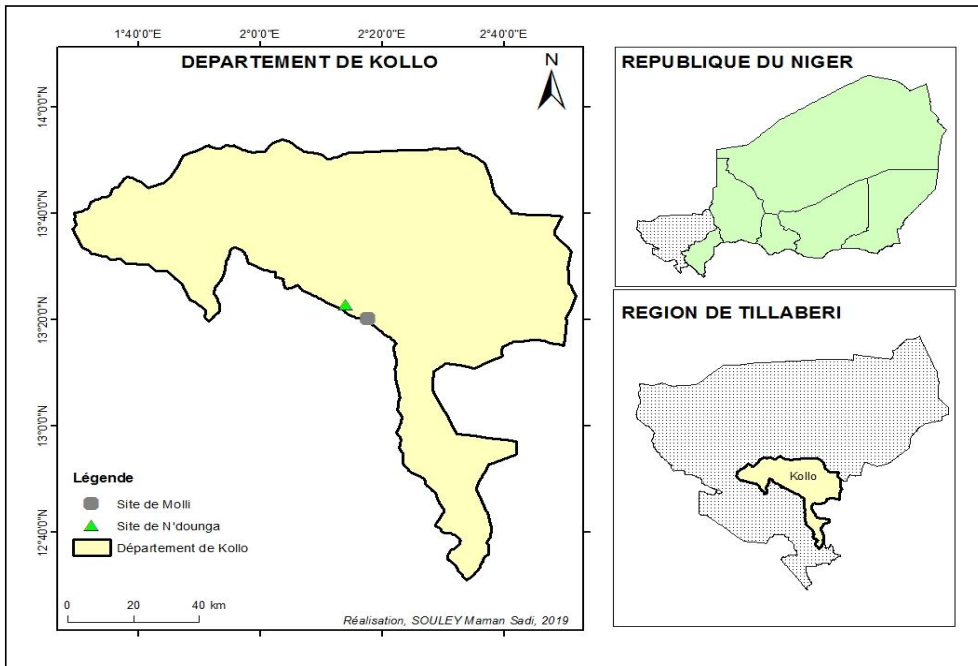 1°40'0"E
2°0'0"E
2°20'0"E
2°40'0"E
DEPARTEMENT DE KOLLO
N
14°0'0"N
13°40'0"N
13°20'0"N
13°0'0"N
12°40'0"N
Légende
Site de Molli
Site de N'dounga
Département de Kollo
0 20 40 km
Réalisation, SOULEY Maman Sadi, 2019
REPUBLIQUE DU NIGER
REGION DE TILLABERI
Kollo